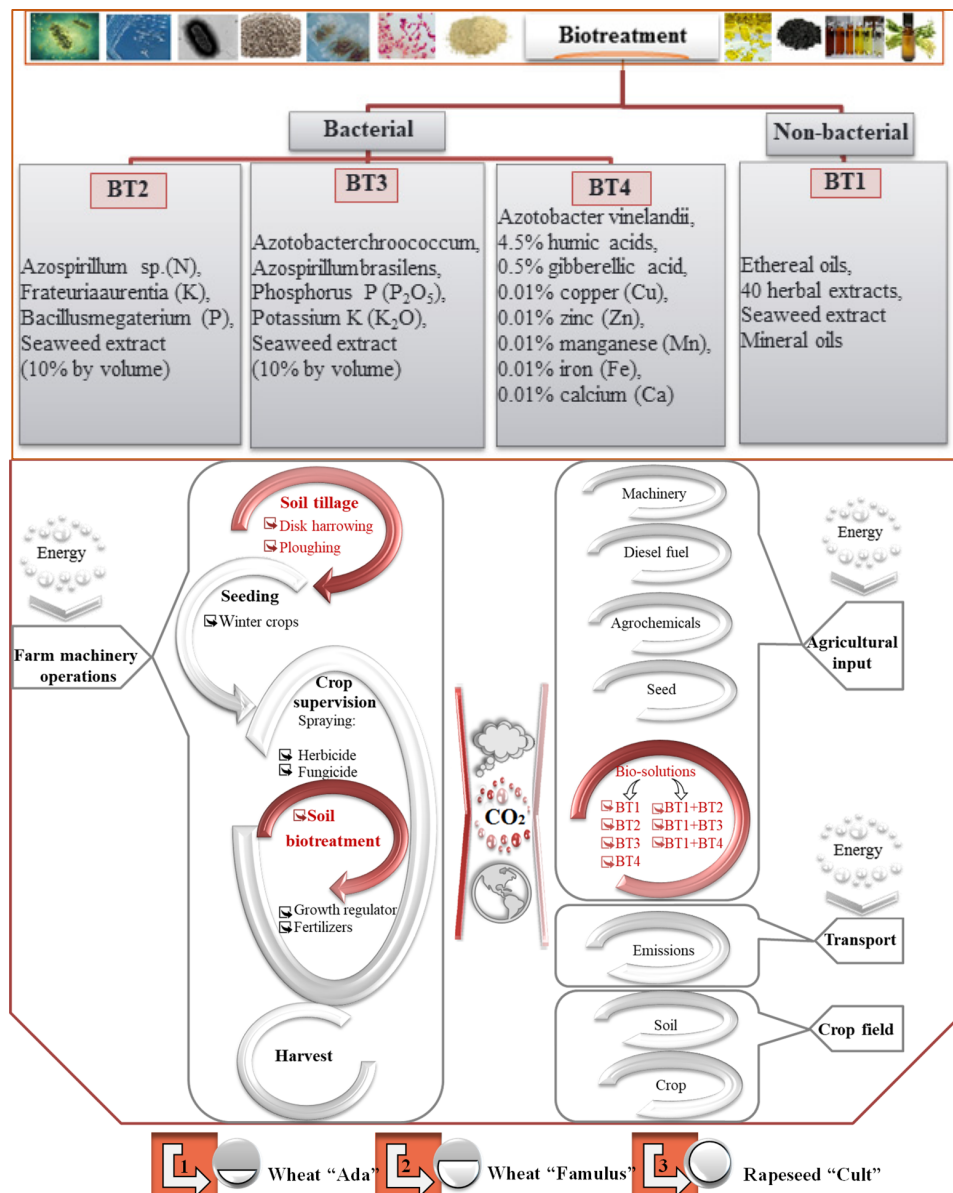 Biotreatment
Bacterial
Non-bacterial
BT2
Azospirillum sp.(N),
Frateuriaaurentia (K),
Bacillusmegaterium (P),
Seaweed extract
(10% by volume)
BT3
Azotobacterchroococcum,
Azospirillumbrasilens,
Phosphorus P (P₂O₅),
Potassium K (K₂O),
Seaweed extract
(10% by volume)
BT4
Azotobacter vinelandii,
4.5% humic acids,
0.5% gibberellic acid,
0.01% copper (Cu),
0.01% zinc (Zn),
0.01% manganese (Mn),
0.01% iron (Fe),
0.01% calcium (Ca)
BT1
Ethereal oils,
40 herbal extracts,
Seaweed extract
Mineral oils
Energy
Farm machinery
operations
Soil tillage
Disk harrowing
Ploughing
Seeding
Winter crops
Crop
supervision
Spraying:
Herbicide
Fungicide
Soil
biotreatment
Growth regulator
Fertilizers
Harvest
CO₂
Machinery
Diesel fuel
Agrochemicals
Seed
Bio-solutions
BT1 BT1+BT2
BT2 BT1+BT3
BT3 BT1+BT4
BT4
Emissions
Soil
Crop
Energy
Agricultural
input
Energy
Transport
Crop field
1 Wheat “Ada”
2 Wheat “Famulus”
3 Rapeseed “Cult”